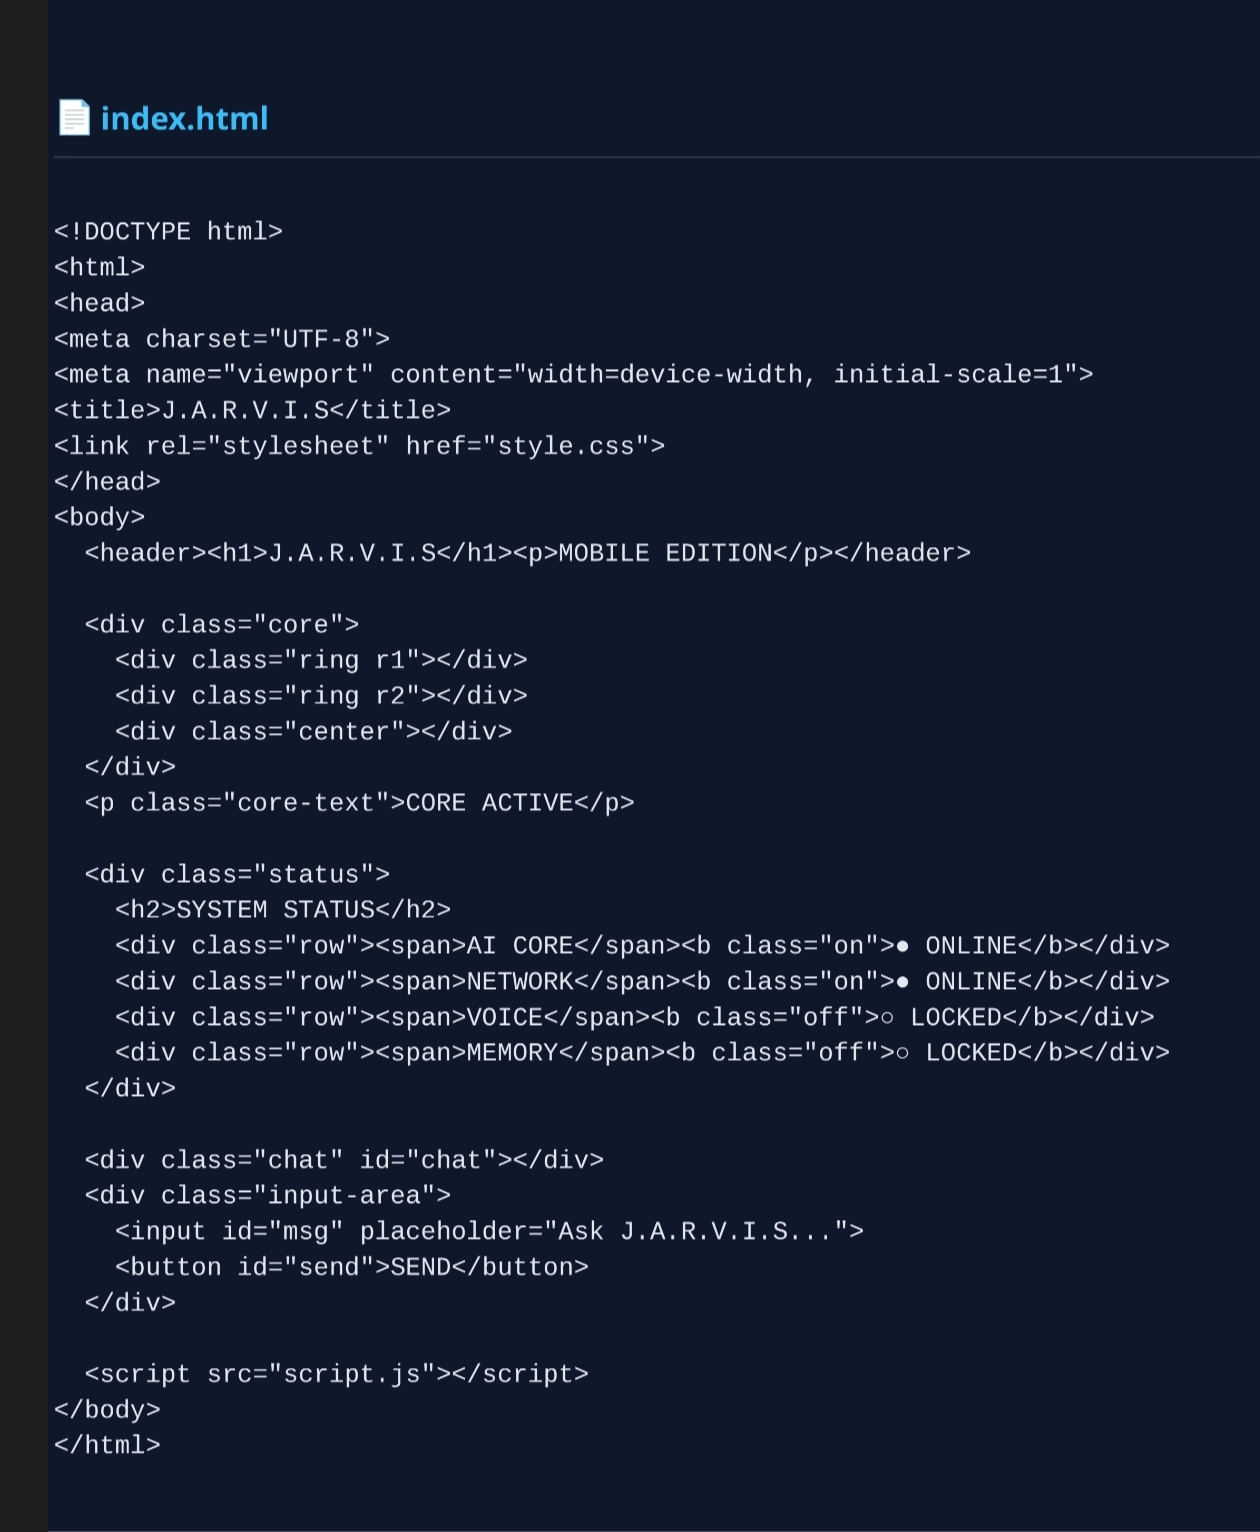 📄 index.html
<!DOCTYPE html>
<html>
<head>
<meta charset="UTF-8">
<meta name="viewport" content="width=device-width, initial-scale=1">
<title>J.A.R.V.I.S</title>
<link rel="stylesheet" href="style.css">
</head>
<body>
  <header><h1>J.A.R.V.I.S</h1><p>MOBILE EDITION</p></header>

  <div class="core">
    <div class="ring r1"></div>
    <div class="ring r2"></div>
    <div class="center"></div>
  </div>
  <p class="core-text">CORE ACTIVE</p>

  <div class="status">
    <h2>SYSTEM STATUS</h2>
    <div class="row"><span>AI CORE</span><b class="on">● ONLINE</b></div>
    <div class="row"><span>NETWORK</span><b class="on">● ONLINE</b></div>
    <div class="row"><span>VOICE</span><b class="off">○ LOCKED</b></div>
    <div class="row"><span>MEMORY</span><b class="off">○ LOCKED</b></div>
  </div>

  <div class="chat" id="chat"></div>
  <div class="input-area">
    <input id="msg" placeholder="Ask J.A.R.V.I.S...">
    <button id="send">SEND</button>
  </div>

  <script src="script.js"></script>
</body>
</html>